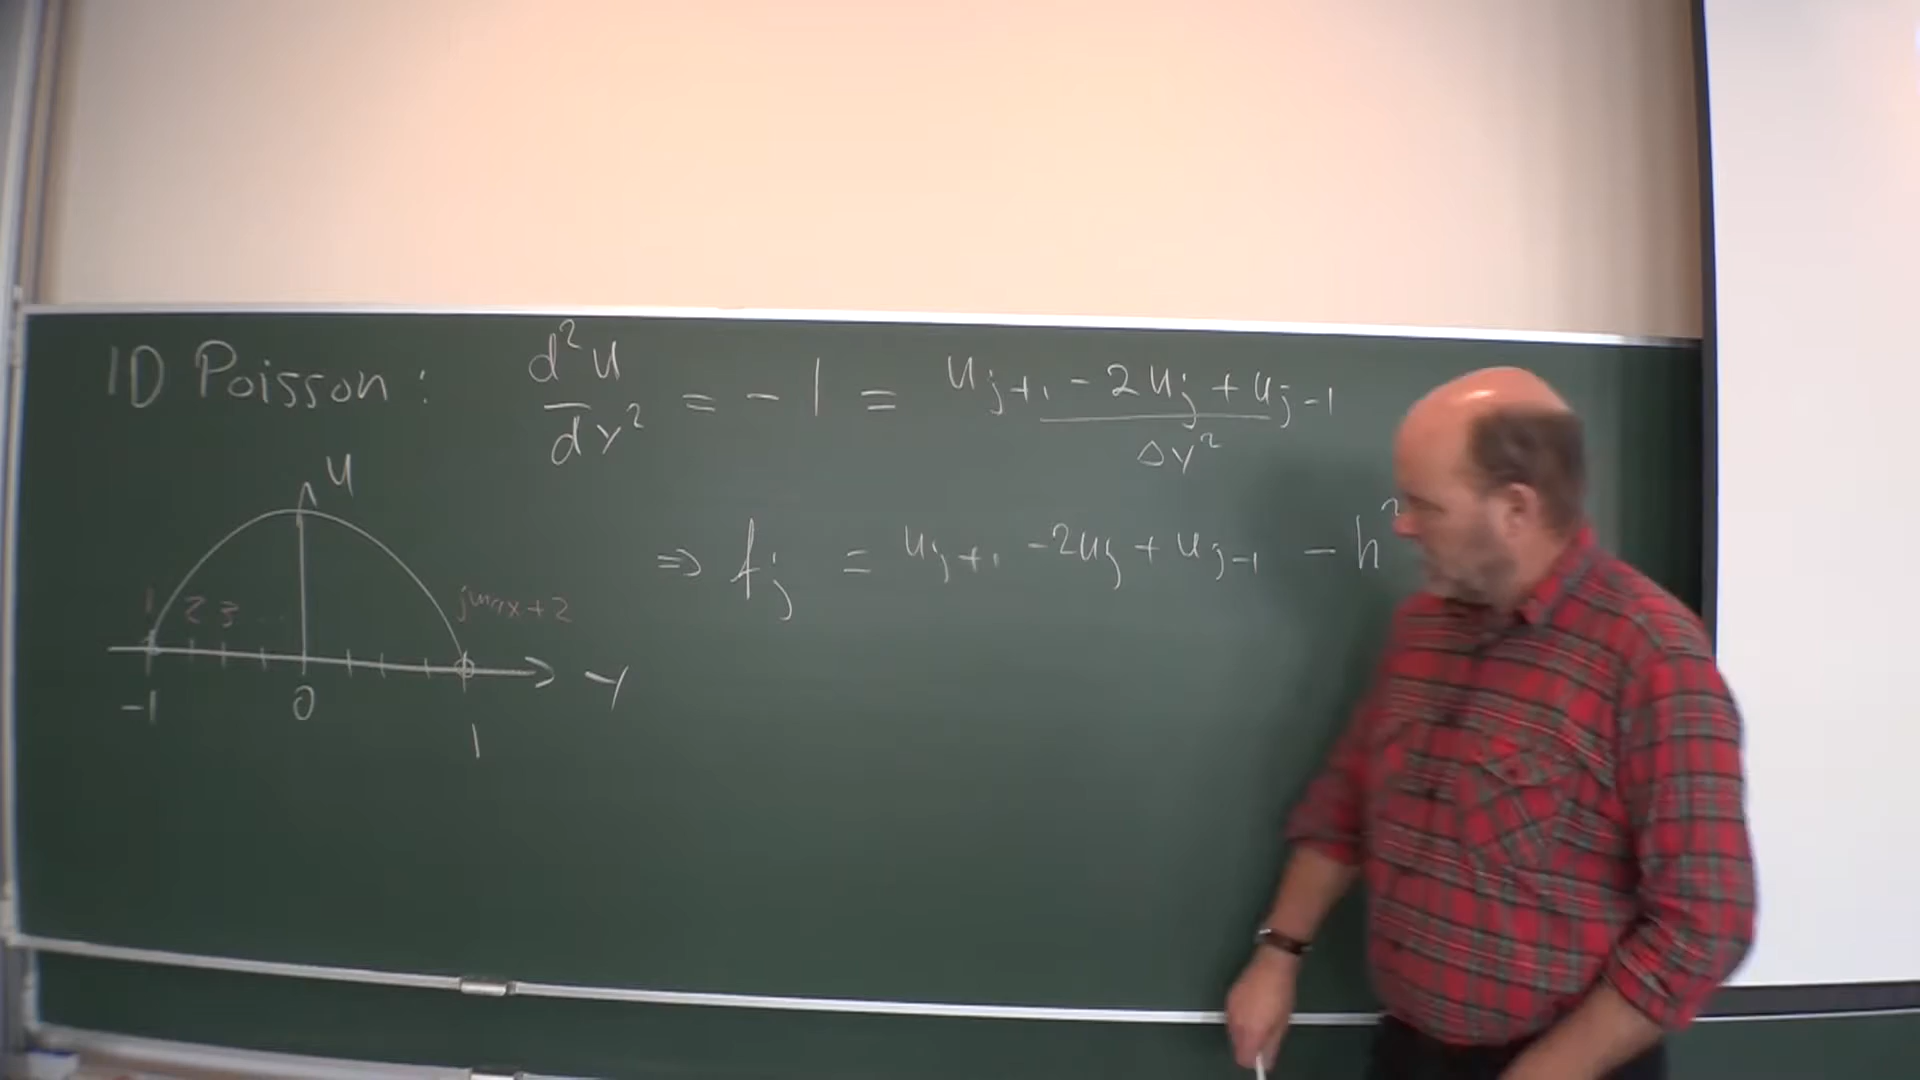 1D Poisson: d²u/dy² = -1 = (u_{j+1} - 2u_j + u_{j-1})/Δy²
u
⇒ f_j = u_{j+1} - 2u_j + u_{j-1} - h²
1 2 3 ... jmax+2
-1 0 1 y